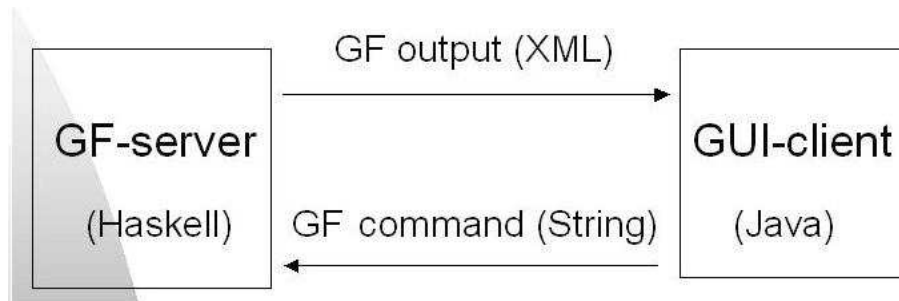 GF output (XML)
GF-server
GUI-client
(Haskell)
GF command (String)
(Java)